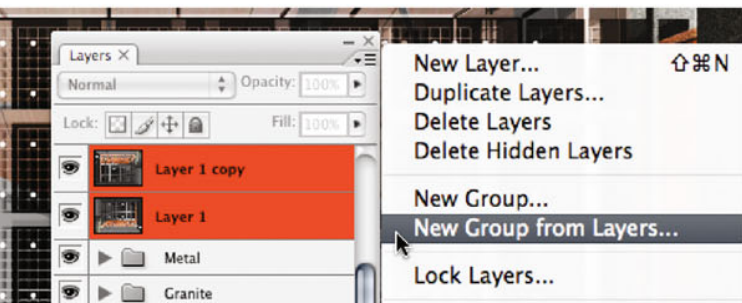 Layers ×
Normal
Opacity: 100%
Lock:
Fill: 100%
Layer 1 copy
Layer 1
Metal
Granite
New Layer... ⇧⌘N
Duplicate Layers...
Delete Layers
Delete Hidden Layers
New Group...
New Group from Layers...
Lock Layers...